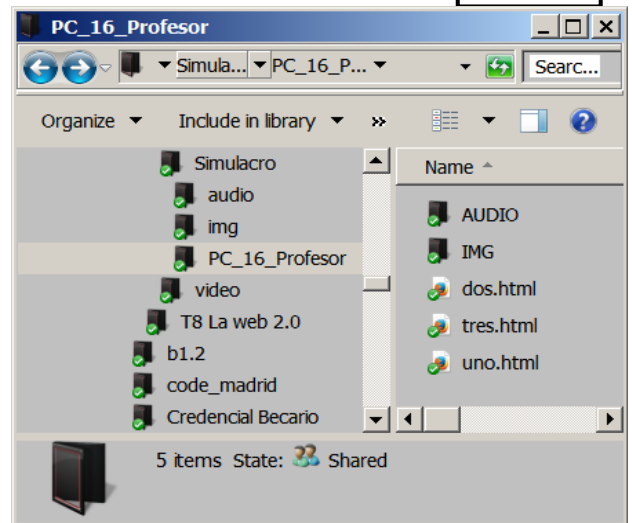 PC_16_Profesor
Simula... PC_16_P... Searc...
Organize Include in library »
Simulacro
audio
img
PC_16_Profesor
video
T8 La web 2.0
b1.2
code_madrid
Credencial Becario
Name
AUDIO
IMG
dos.html
tres.html
uno.html
5 items State: Shared